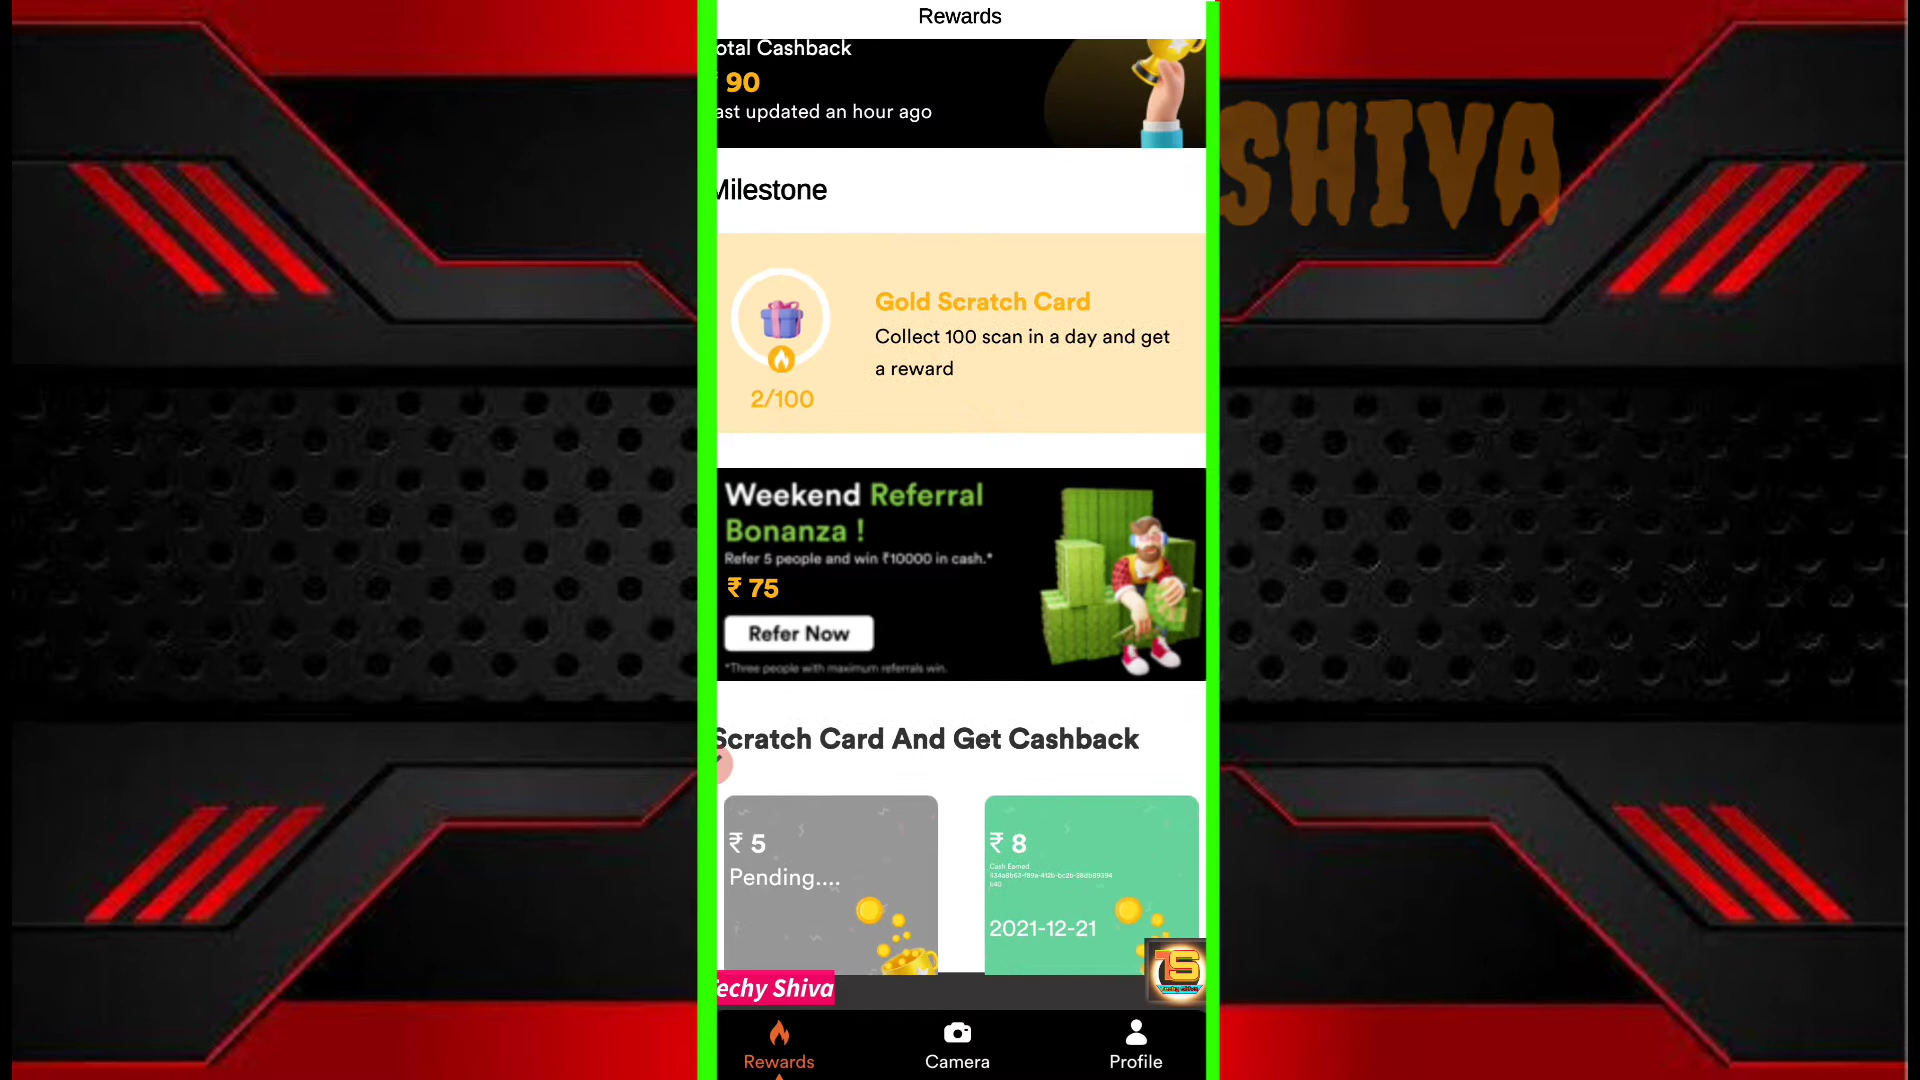 Rewards
otal Cashback
90
ast updated an hour ago
SHIVA
Milestone
Gold Scratch Card
Collect 100 scan in a day and get
a reward
2/100
Weekend Referral
Bonanza !
Refer 5 people and win ₹10000 in cash.*
₹ 75
Refer Now
*Three people with maximum referrals win.
Scratch Card And Get Cashback
₹ 5
Pending....
₹ 8
Cash Earned
2021-12-21
TS
Techy Shiva
echy Shiva
Rewards
Camera
Profile